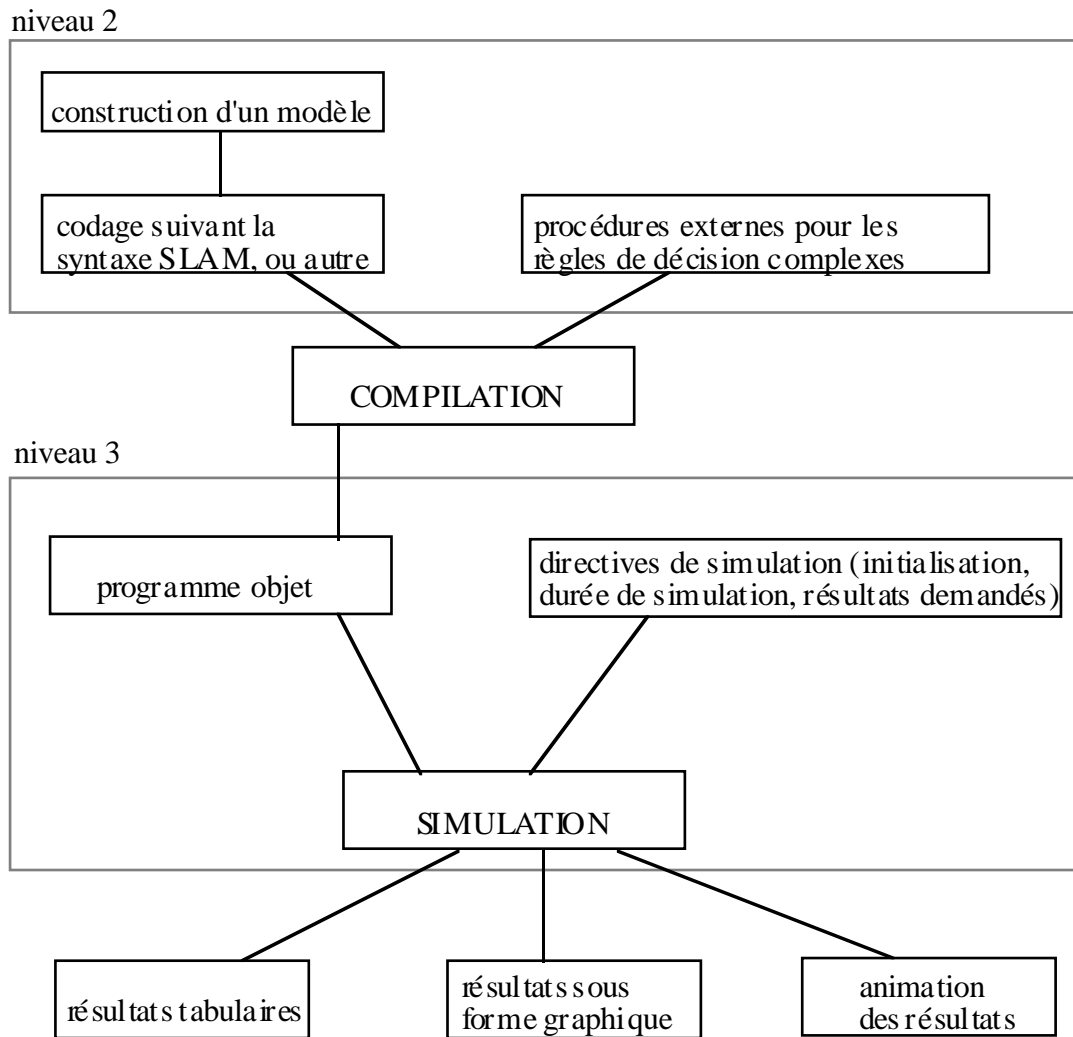 niveau 2
construction d'un modèle
codage suivant la
syntaxe SLAM, ou autre
procédures externes pour les
règles de décision complexes
COMPILATION
niveau 3
programme objet
directives de simulation (initialisation,
durée de simulation, résultats demandés)
SIMULATION
résultats tabulaires
résultats sous
forme graphique
animation
des résultats